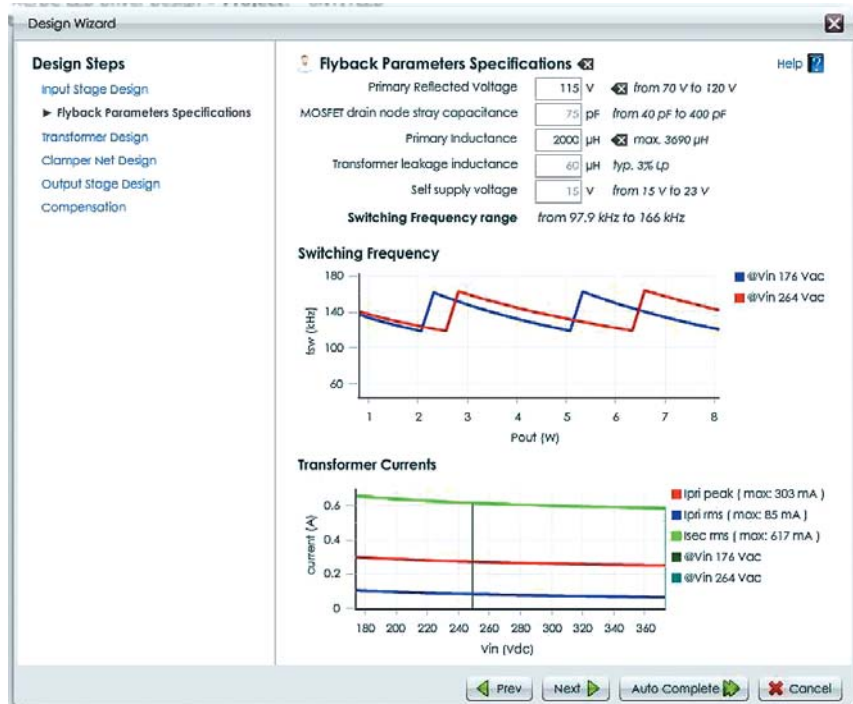 Design Wizard
Design Steps
Input Stage Design
► Flyback Parameters Specifications
Transformer Design
Clamper Net Design
Output Stage Design
Compensation
Flyback Parameters Specifications
Help ?
Primary Reflected Voltage 115 V from 70 V to 120 V
MOSFET drain node stray capacitance 75 pF from 40 pF to 400 pF
Primary Inductance 2000 µH max. 3690 µH
Transformer leakage inductance 60 µH typ. 3% Lp
Self supply voltage 15 V from 15 V to 23 V
Switching Frequency range from 97.9 kHz to 166 kHz
Switching Frequency
180
140
100
60
fsw (kHz)
1 2 3 4 5 6 7 8
Pout (W)
@Vin 176 Vac
@Vin 264 Vac
Transformer Currents
0.6
0.4
0.2
0
current (A)
180 200 220 240 260 280 300 320 340 360
Vin (Vdc)
Ipri peak ( max: 303 mA )
Ipri rms ( max: 85 mA )
Isec rms ( max: 617 mA )
@Vin 176 Vac
@Vin 264 Vac
Prev Next Auto Complete Cancel